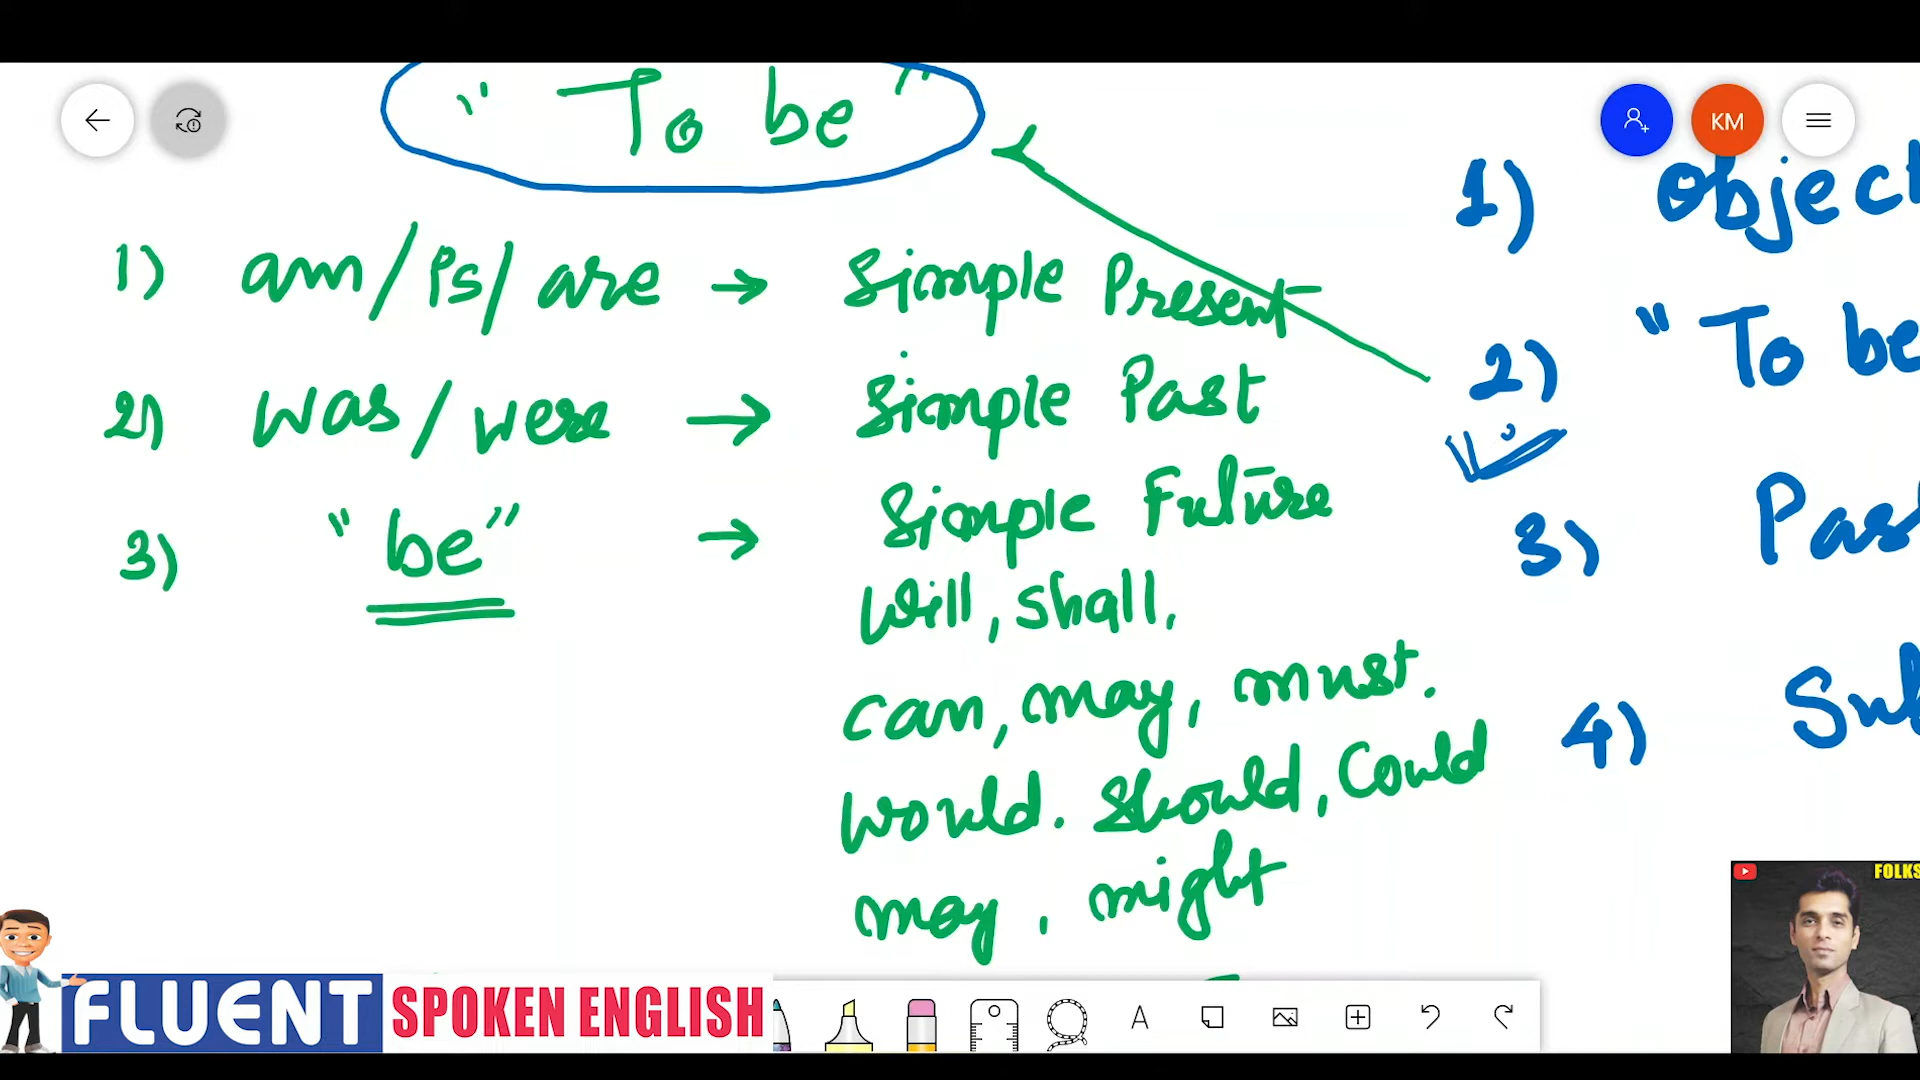 " To be "
KM
1) am/is/are → Simple Present
2) was/were → Simple Past
3) "be" → Simple Future
will, shall,
can, may, must.
would. should, could
may, might
1) Object
2) "To be
3) Pas
4) Sub
FOLKS
FLUENT SPOKEN ENGLISH
A